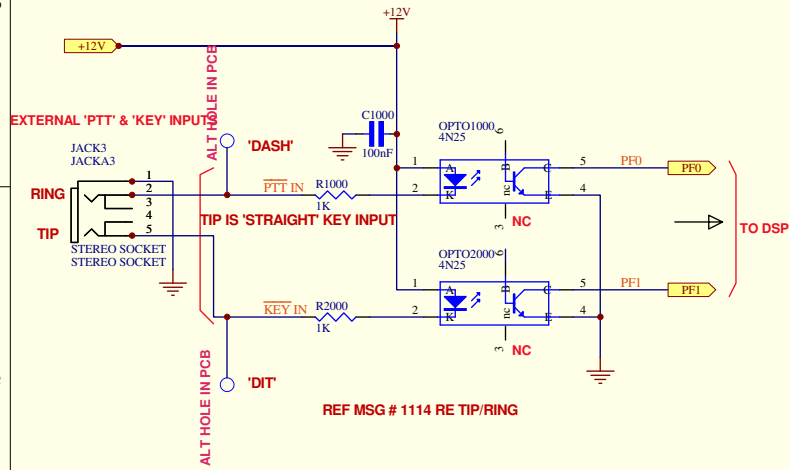 +12V
+12V
ALT HOLE IN PCB
EXTERNAL 'PTT' & 'KEY' INPUTS
C1000
100nF
OPTO1000
4N25
6
JACK3
JACKA3
'DASH'
1
2
3
4
5
RING
TIP
PTT IN
R1000
1K
1
2
A
K
B
nc
C
E
5
4
PF0
PF0
3
NC
TIP IS 'STRAIGHT' KEY INPUT
TO DSP
STEREO SOCKET
STEREO SOCKET
OPTO2000
4N25
6
KEY IN
R2000
1K
1
2
A
K
B
nc
C
E
5
4
PF1
PF1
3
NC
ALT HOLE IN PCB
'DIT'
REF MSG # 1114 RE TIP/RING